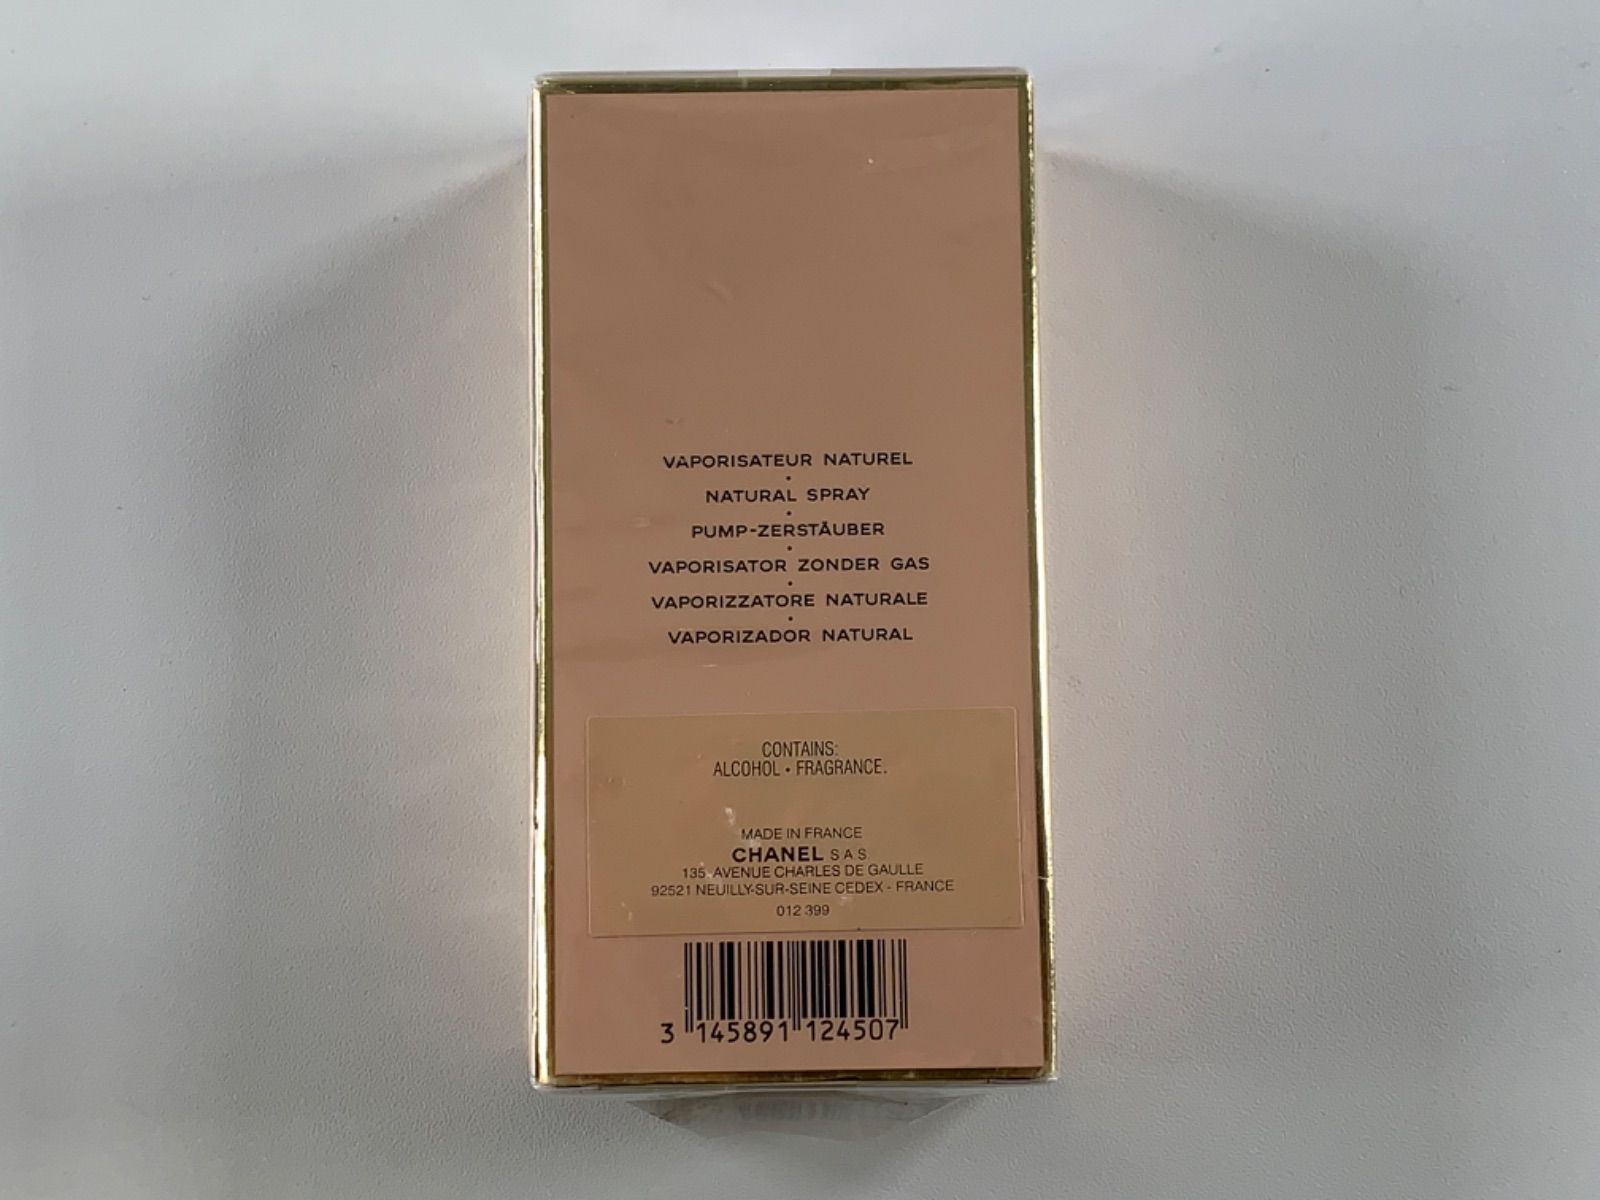 VAPORISATEUR NATUREL
•
NATURAL SPRAY
•
PUMP-ZERSTÄUBER
•
VAPORISATOR ZONDER GAS
•
VAPORIZZATORE NATURALE
•
VAPORIZADOR NATURAL
CONTAINS:
ALCOHOL • FRAGRANCE.
MADE IN FRANCE
CHANEL S A S
135, AVENUE CHARLES DE GAULLE
92521 NEUILLY-SUR-SEINE CEDEX - FRANCE
012 399
3 145891 124507